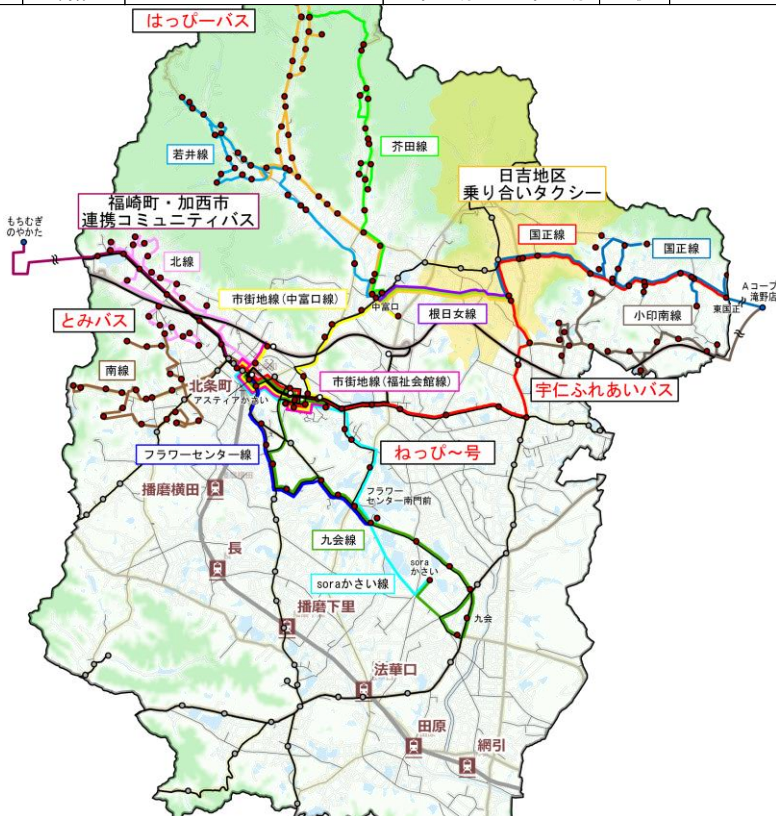 はっぴーバス
若井線
芥田線
日吉地区
乗り合いタクシー
福崎町・加西市
連携コミュニティバス
もちむぎ
のやかた
北線
国正線
国正線
Aコープ
滝野店
東国正
小印南線
市街地線(中富口線)
中富口
根日女線
とみバス
南線
北条町
アスティアかさい
市街地線(福祉会館線)
宇仁ふれあいバス
フラワーセンター線
ねっぴ~号
播磨横田
フラワー
センター南門前
九会線
長
sora
かさい
soraかさい線
九会
播磨下里
法華口
田原
網引